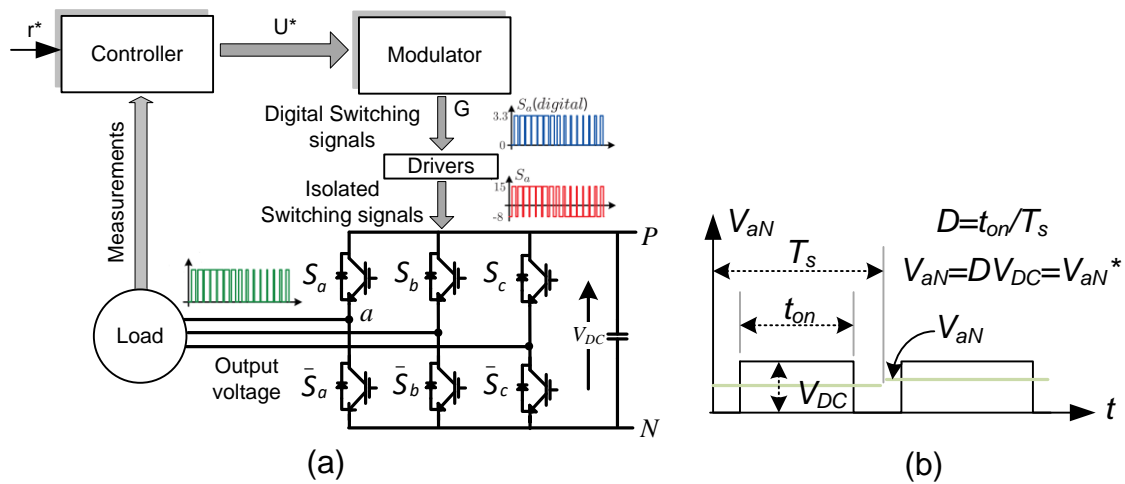 r*
Controller
U*
Modulator
Measurements
Digital Switching
signals
G
S_a(digital)
3.3
0
Drivers
Isolated
Switching signals
S_a
15
-8
P
S_a
S_b
S_c
a
V_DC
Load
Output
voltage
S̄_a
S̄_b
S̄_c
N
(a)
V_aN
D=t_on/T_s
T_s
V_aN=DV_DC=V_aN*
t_on
V_aN
V_DC
t
(b)